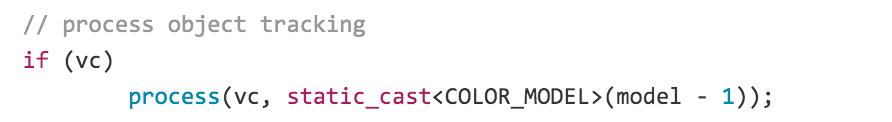 // process object tracking
if (vc)
        process(vc, static_cast<COLOR_MODEL>(model - 1));